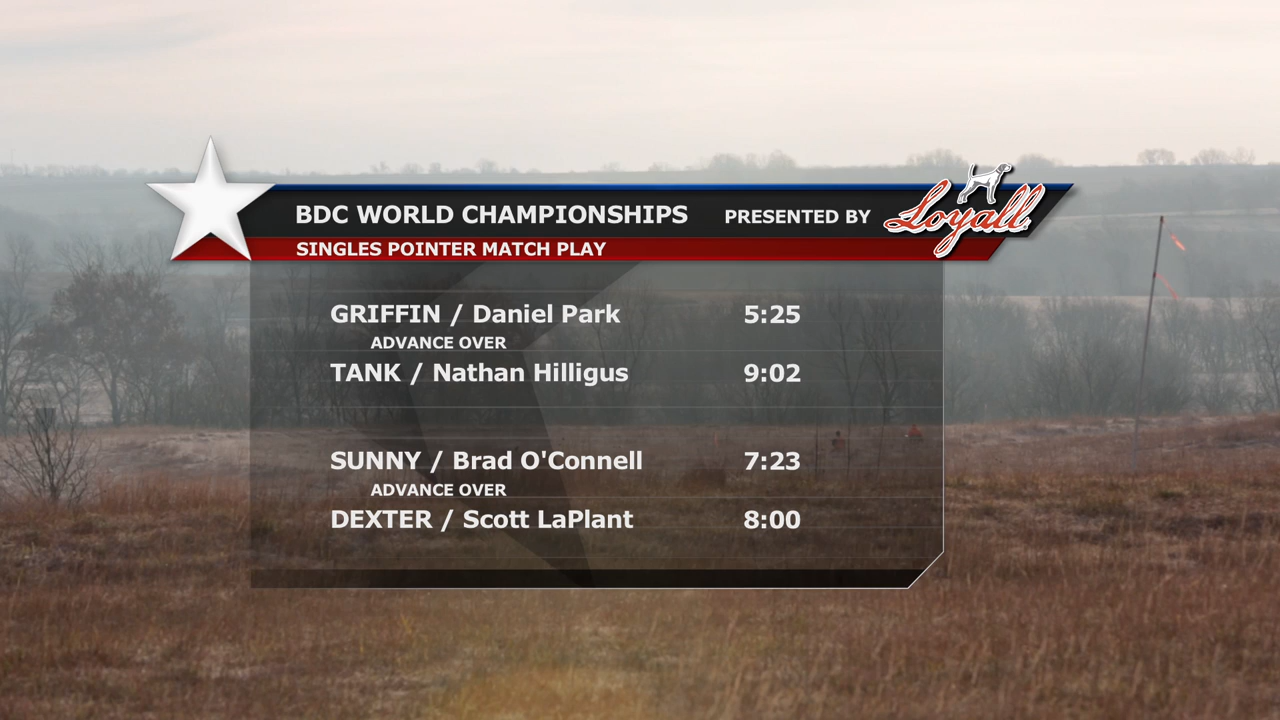 BDC WORLD CHAMPIONSHIPS PRESENTED BY Loyall
SINGLES POINTER MATCH PLAY
GRIFFIN / Daniel Park 5:25
ADVANCE OVER
TANK / Nathan Hilligus 9:02
SUNNY / Brad O'Connell 7:23
ADVANCE OVER
DEXTER / Scott LaPlant 8:00